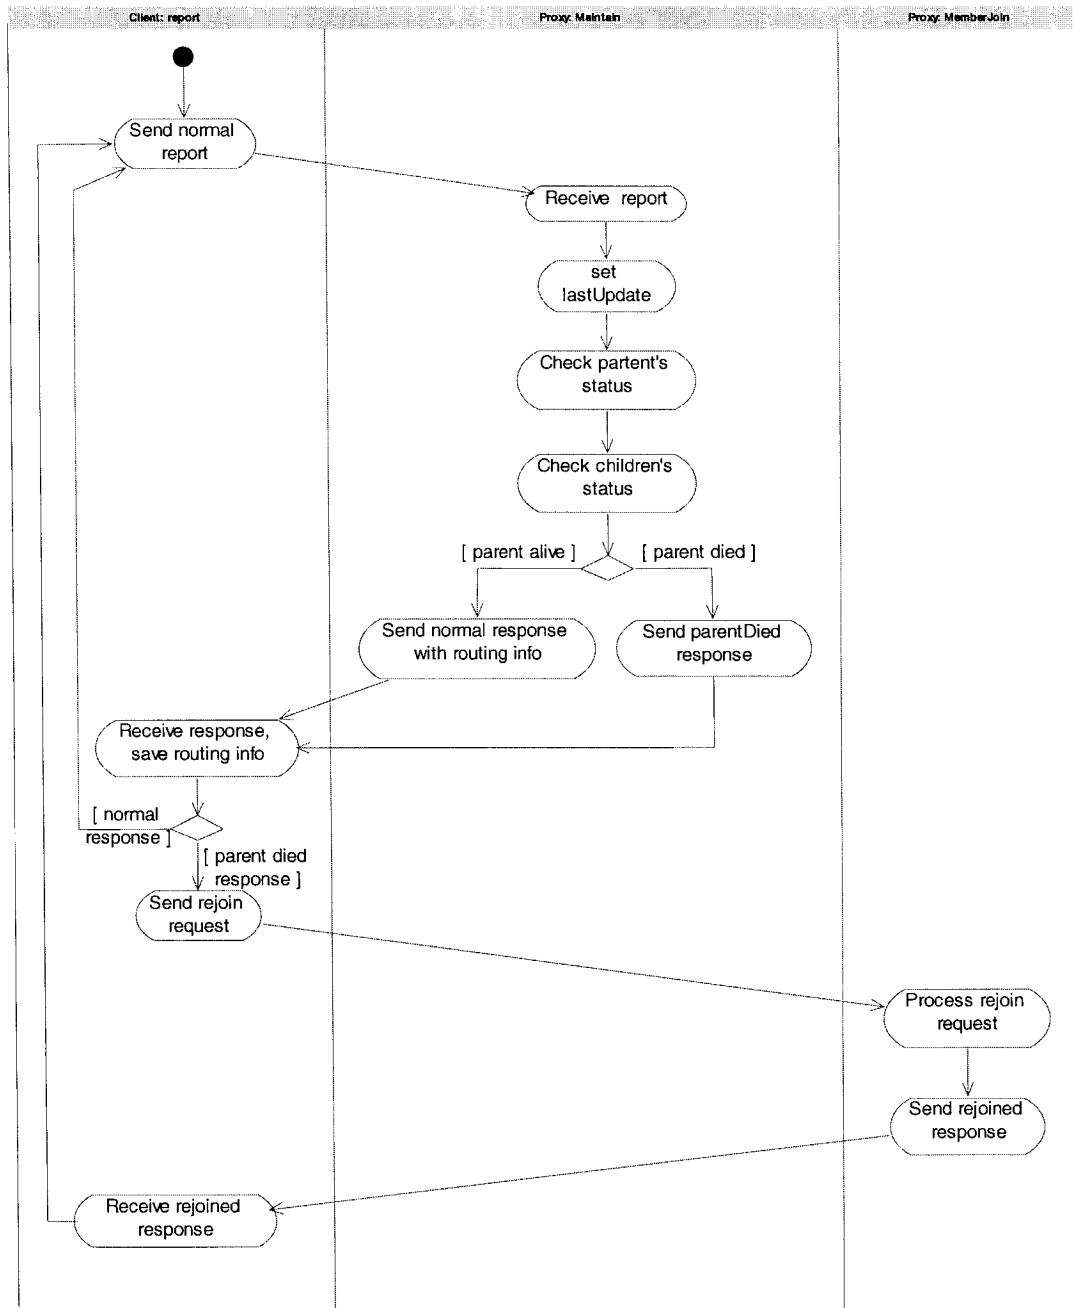 Client: report
Proxy: Maintain
Proxy: MemberJoin
Send normal
report
Receive report
set
lastUpdate
Check partent's
status
Check children's
status
[ parent alive ]
[ parent died ]
Send normal response
with routing info
Send parentDied
response
Receive response,
save routing info
[ normal
response ]
[ parent died
response ]
Send rejoin
request
Process rejoin
request
Send rejoined
response
Receive rejoined
response